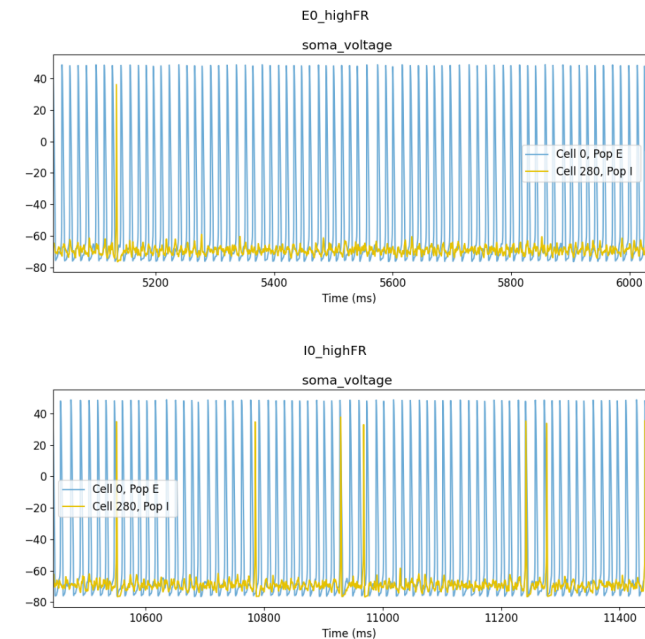 E0_highFR
soma_voltage
40
20
0
−20
−40
−60
−80
Cell 0, Pop E
Cell 280, Pop I
5200 5400 5600 5800 6000
Time (ms)
I0_highFR
soma_voltage
40
20
0
−20
−40
−60
−80
Cell 0, Pop E
Cell 280, Pop I
10600 10800 11000 11200 11400
Time (ms)